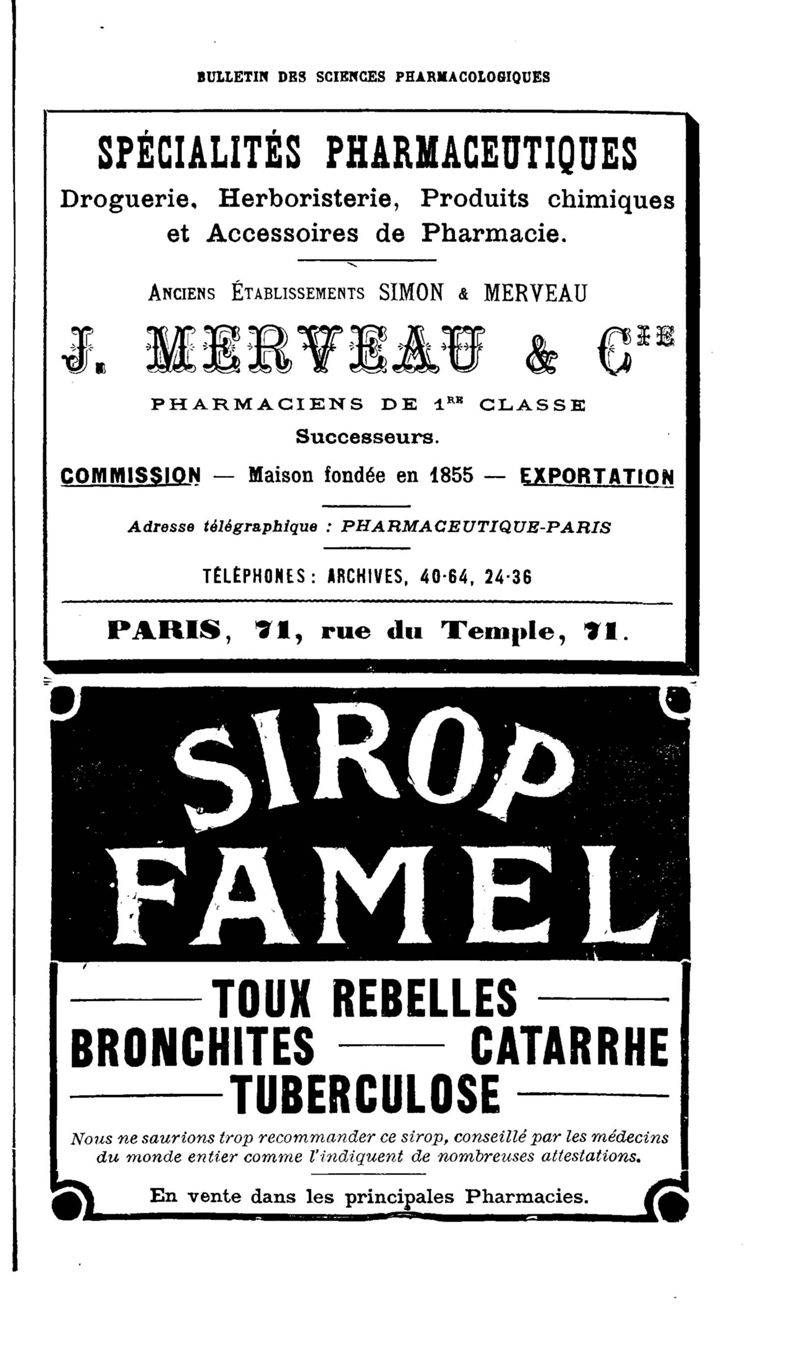 BULLETIN DES SCIENCES PHARMACOLOGIQUES
SPÉCIALITÉS PHARMACEUTIQUES
Droguerie, Herboristerie, Produits chimiques
et Accessoires de Pharmacie.
ANCIENS ÉTABLISSEMENTS SIMON & MERVEAU
J. MERVEAU & CIE
PHARMACIENS DE 1RE CLASSE
Successeurs.
COMMISSION — Maison fondée en 1855 — EXPORTATION
Adresse télégraphique : PHARMACEUTIQUE-PARIS
TÉLÉPHONES : ARCHIVES, 40-64, 24-36
PARIS, 71, rue du Temple, 71.
SIROP
FAMEL
TOUX REBELLES
BRONCHITES — CATARRHE
TUBERCULOSE
Nous ne saurions trop recommander ce sirop, conseillé par les médecins
du monde entier comme l'indiquent de nombreuses attestations.
En vente dans les principales Pharmacies.